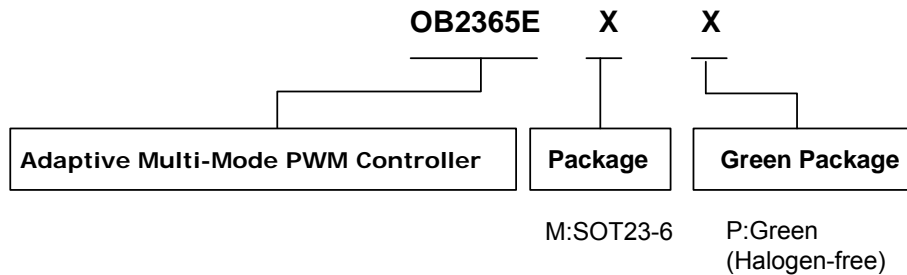 OB2365E X X
Adaptive Multi-Mode PWM Controller
Package
Green Package
M:SOT23-6
P:Green
(Halogen-free)